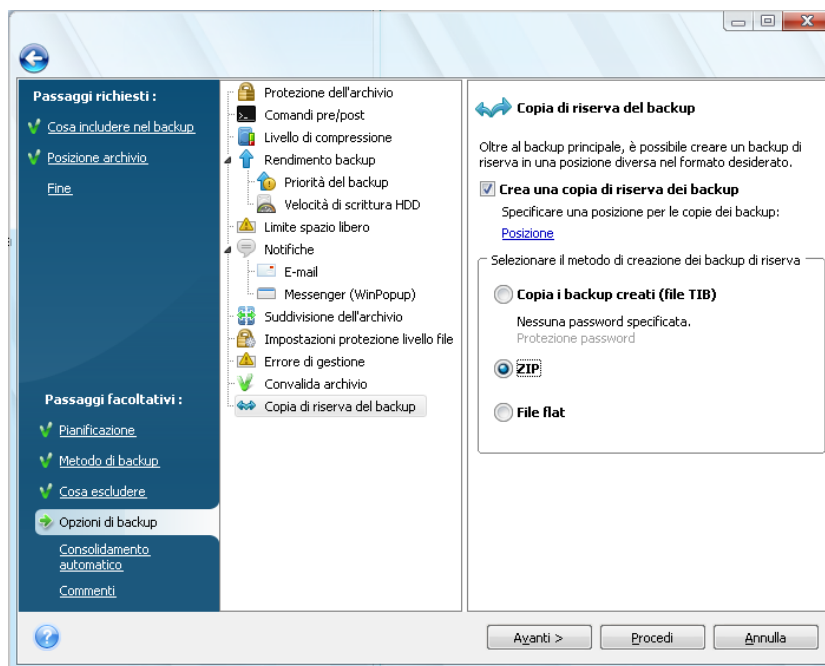 Passaggi richiesti :
Cosa includere nel backup
Posizione archivio
Fine
Passaggi facoltativi :
Pianificazione
Metodo di backup
Cosa escludere
Opzioni di backup
Consolidamento
automatico
Commenti
Protezione dell'archivio
Comandi pre/post
Livello di compressione
Rendimento backup
Priorità del backup
Velocità di scrittura HDD
Limite spazio libero
Notifiche
E-mail
Messenger (WinPopup)
Suddivisione dell'archivio
Impostazioni protezione livello file
Errore di gestione
Convalida archivio
Copia di riserva del backup
Copia di riserva del backup
Oltre al backup principale, è possibile creare un backup di
riserva in una posizione diversa nel formato desiderato.
Crea una copia di riserva dei backup
Specificare una posizione per le copie dei backup:
Posizione
Selezionare il metodo di creazione dei backup di riserva
Copia i backup creati (file TIB)
Nessuna password specificata.
Protezione password
ZIP
File flat
Avanti >
Procedi
Annulla